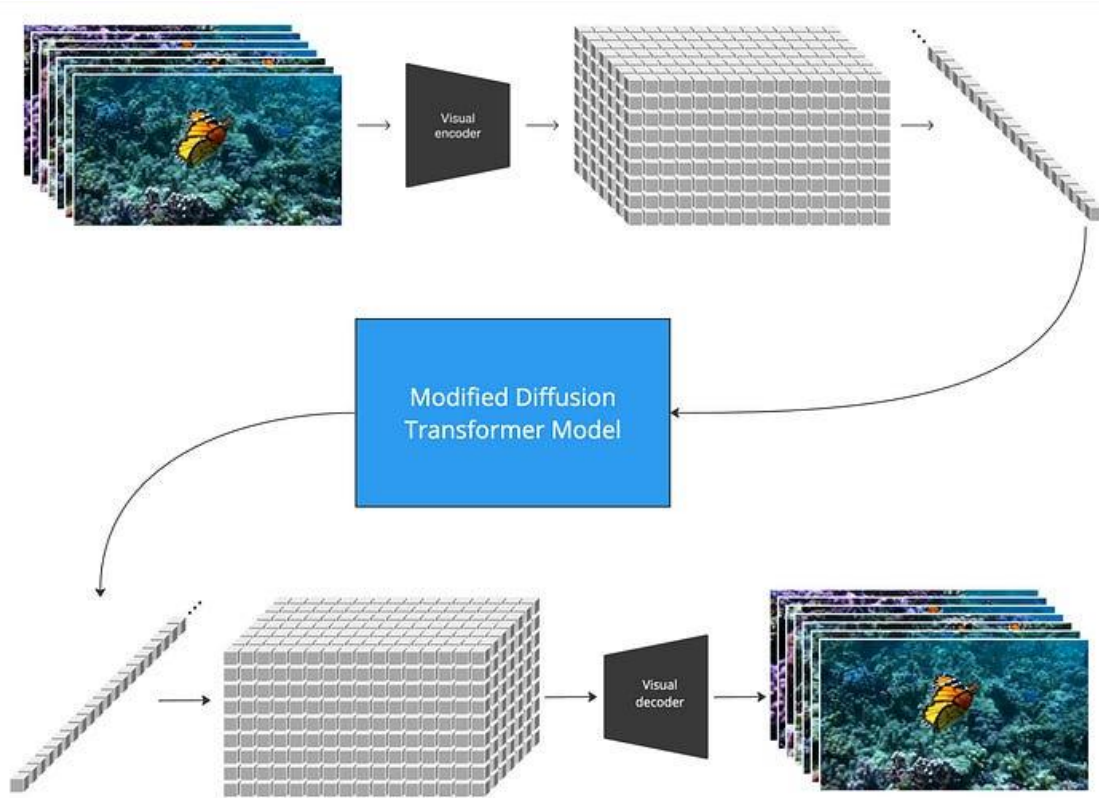 Visual
encoder
Modified Diffusion
Transformer Model
Visual
decoder